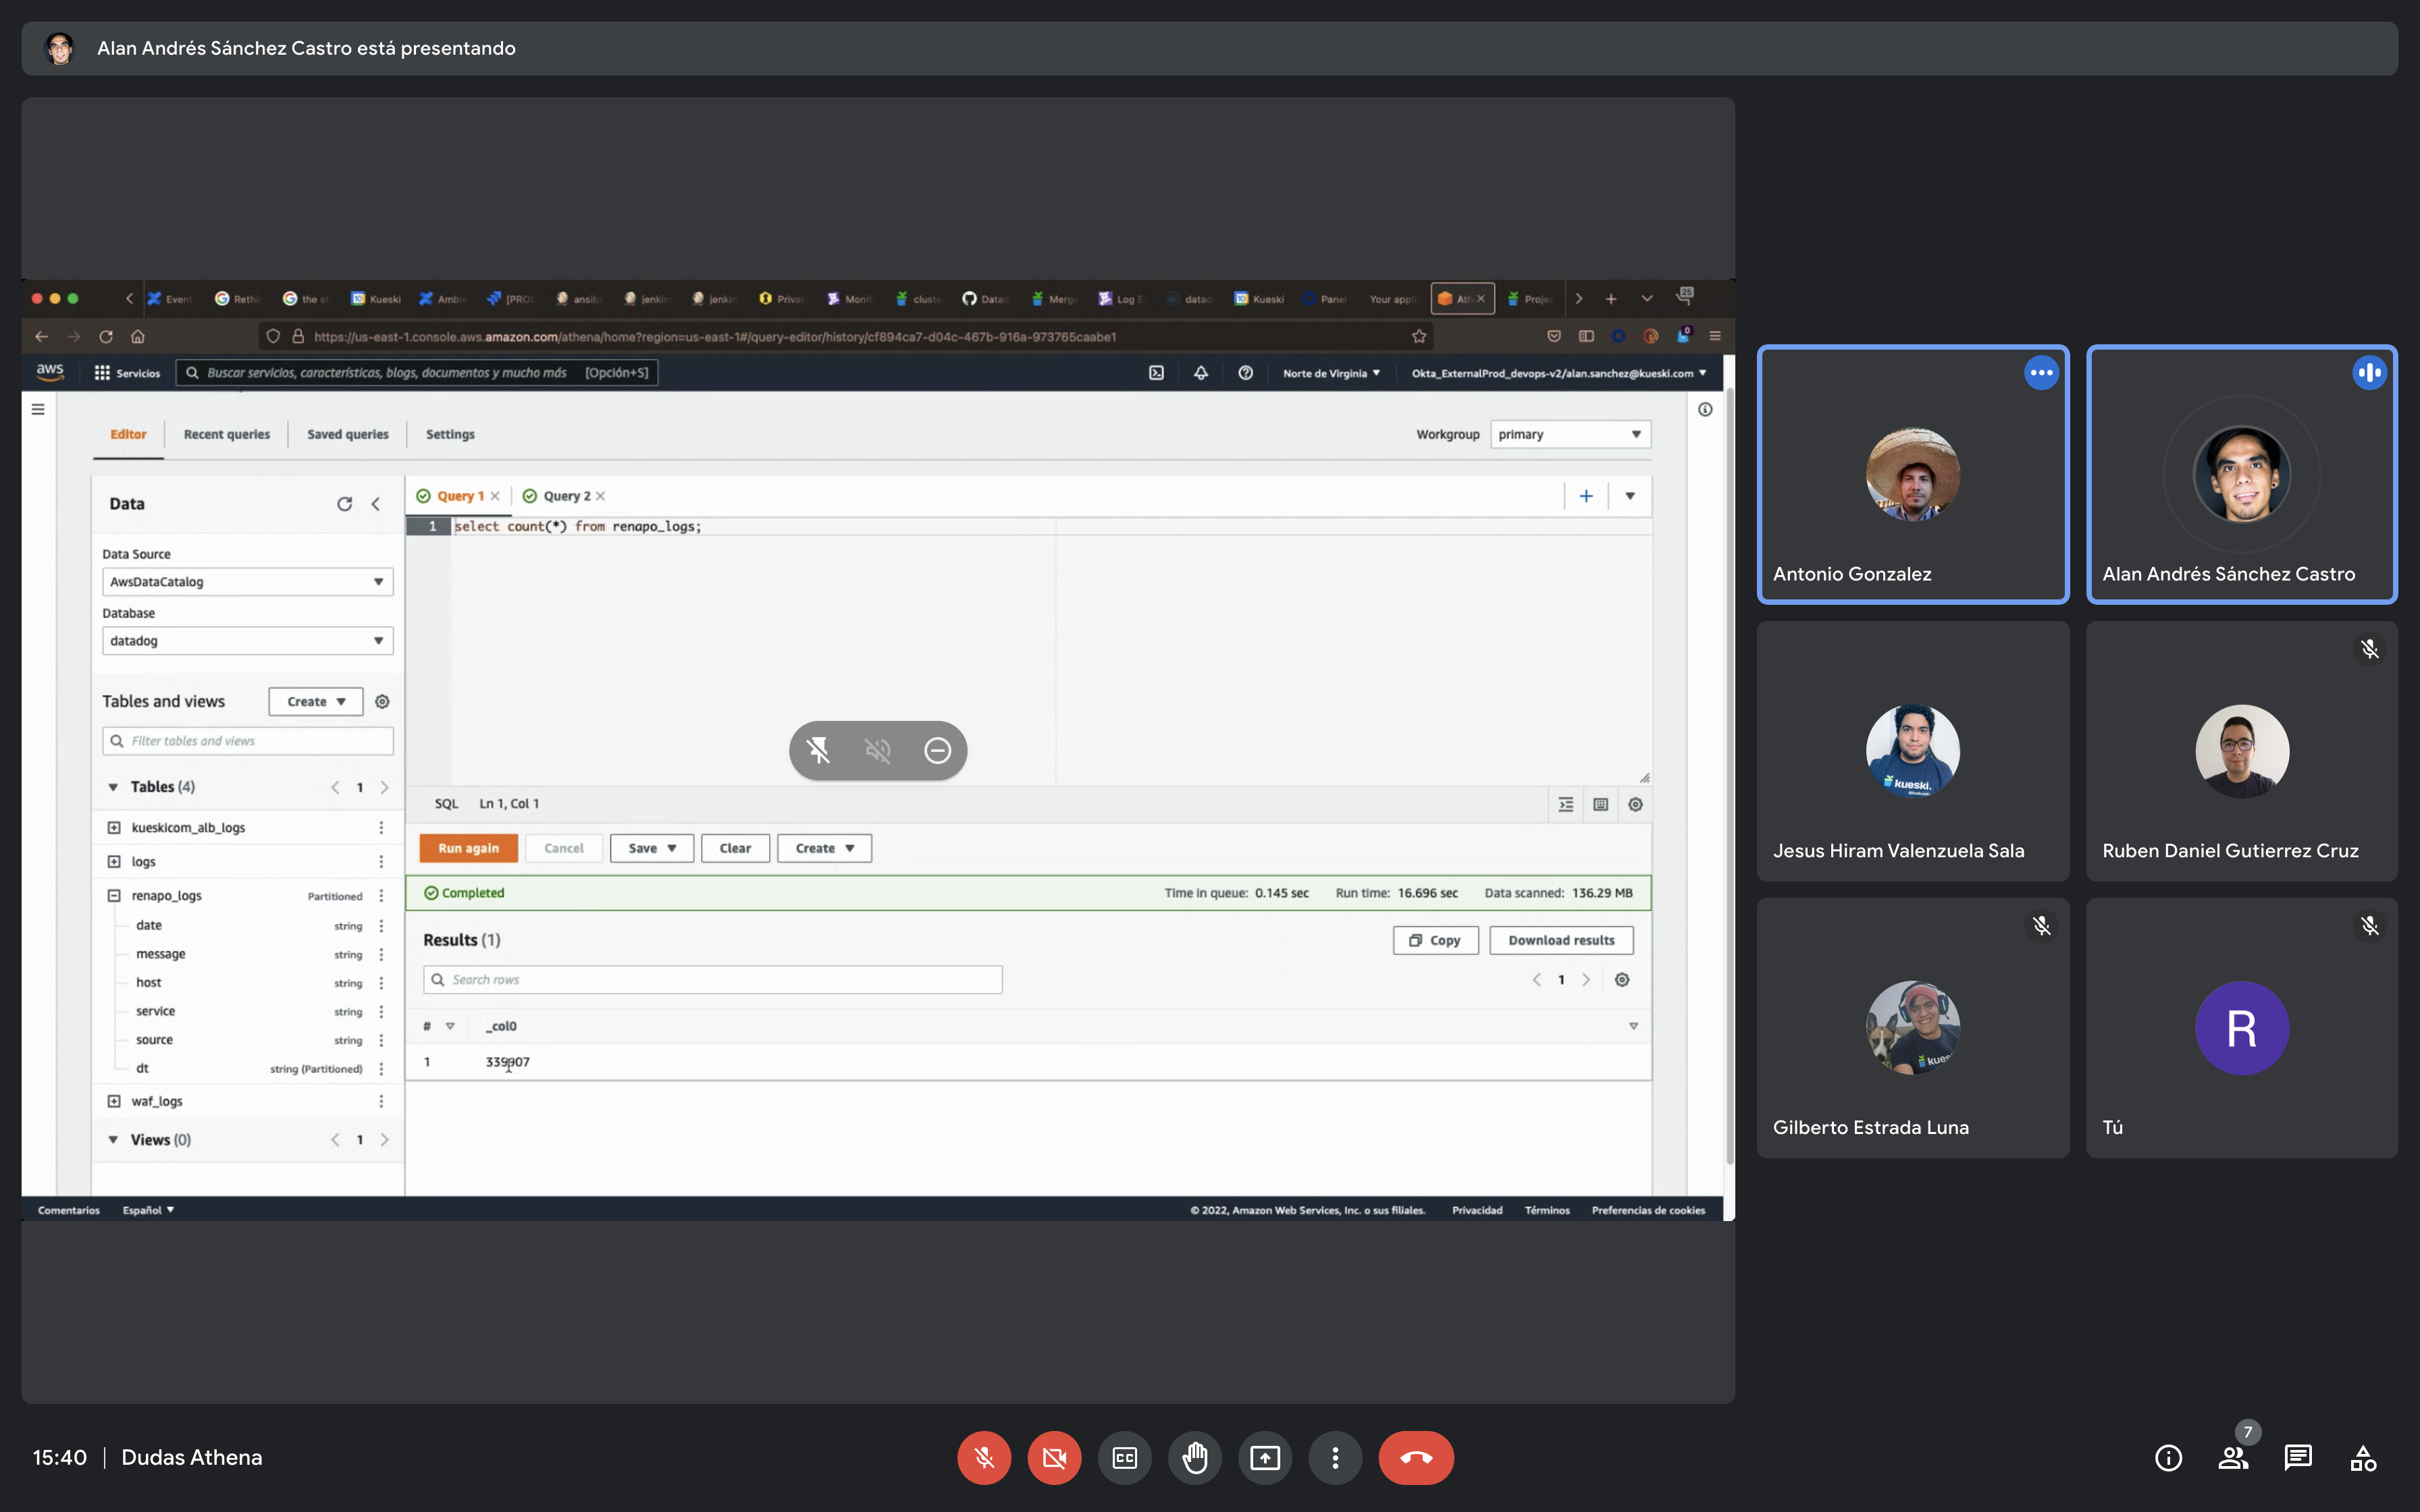 Alan Andrés Sánchez Castro está presentando
Event
Rethi
the st
Kueski
Ambie
[PRO
ansib
jenkin
jenkin
Privat
Moni
cluste
Datad
Merg
Log E
datad
Kueski
Panel
Your appl
Ath
Projec
25
https://us-east-1.console.aws.amazon.com/athena/home?region=us-east-1#/query-editor/history/cf894ca7-d04c-467b-916a-973765caabe1
0
aws
Servicios
Buscar servicios, características, blogs, documentos y mucho más [Opción+S]
Norte de Virginia
Okta_ExternalProd_devops-v2/alan.sanchez@kueski.com
Editor
Recent queries
Saved queries
Settings
Workgroup
primary
Data
Data Source
AwsDataCatalog
Database
datadog
Tables and views
Create
Filter tables and views
Tables (4)
1
kueskicom_alb_logs
logs
renapo_logs Partitioned
date string
message string
host string
service string
source string
dt string (Partitioned)
waf_logs
Views (0)
1
Query 1
Query 2
1 select count(*) from renapo_logs;
SQL Ln 1, Col 1
Run again
Cancel
Save
Clear
Create
Completed
Time in queue: 0.145 sec
Run time: 16.696 sec
Data scanned: 136.29 MB
Results (1)
Copy
Download results
Search rows
1
# _col0
1
Comentarios
Español
© 2022, Amazon Web Services, Inc. o sus filiales.
Privacidad
Términos
Preferencias de cookies
Antonio Gonzalez
Alan Andrés Sánchez Castro
kueski.
Jesus Hiram Valenzuela Sala
Ruben Daniel Gutierrez Cruz
kues
Gilberto Estrada Luna
R
Tú
15:40
Dudas Athena
CC
7